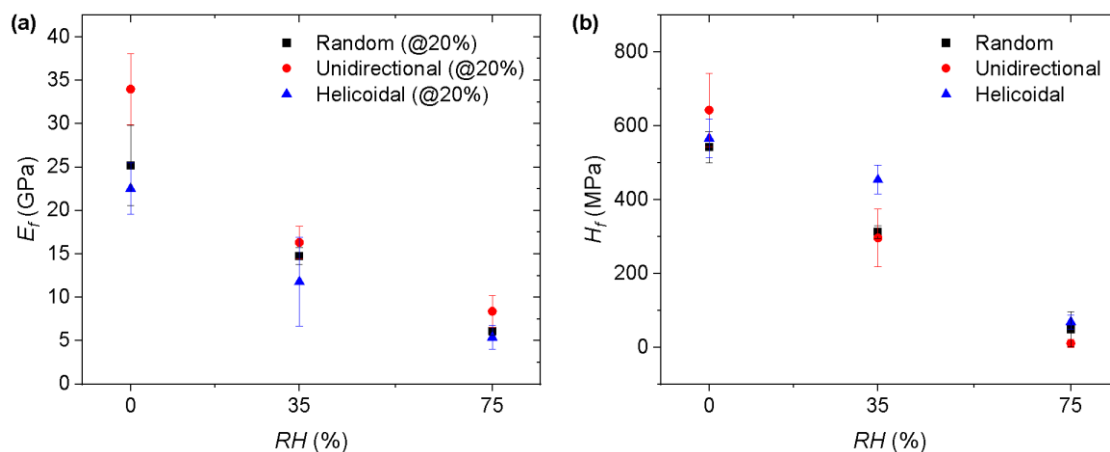 (a)
40
35
30
25
20
15
10
5
0
E_f (GPa)
Random (@20%)
Unidirectional (@20%)
Helicoidal (@20%)
0 35 75
RH (%)
(b)
800
600
400
200
0
H_f (MPa)
Random
Unidirectional
Helicoidal
0 35 75
RH (%)